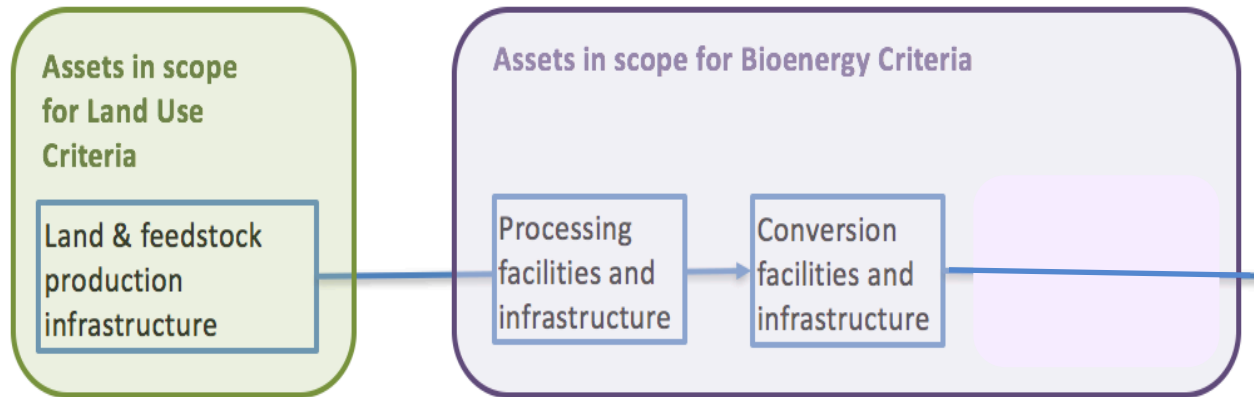 Assets in scope
for Land Use
Criteria
Land & feedstock
production
infrastructure
Assets in scope for Bioenergy Criteria
Processing
facilities and
infrastructure
Conversion
facilities and
infrastructure